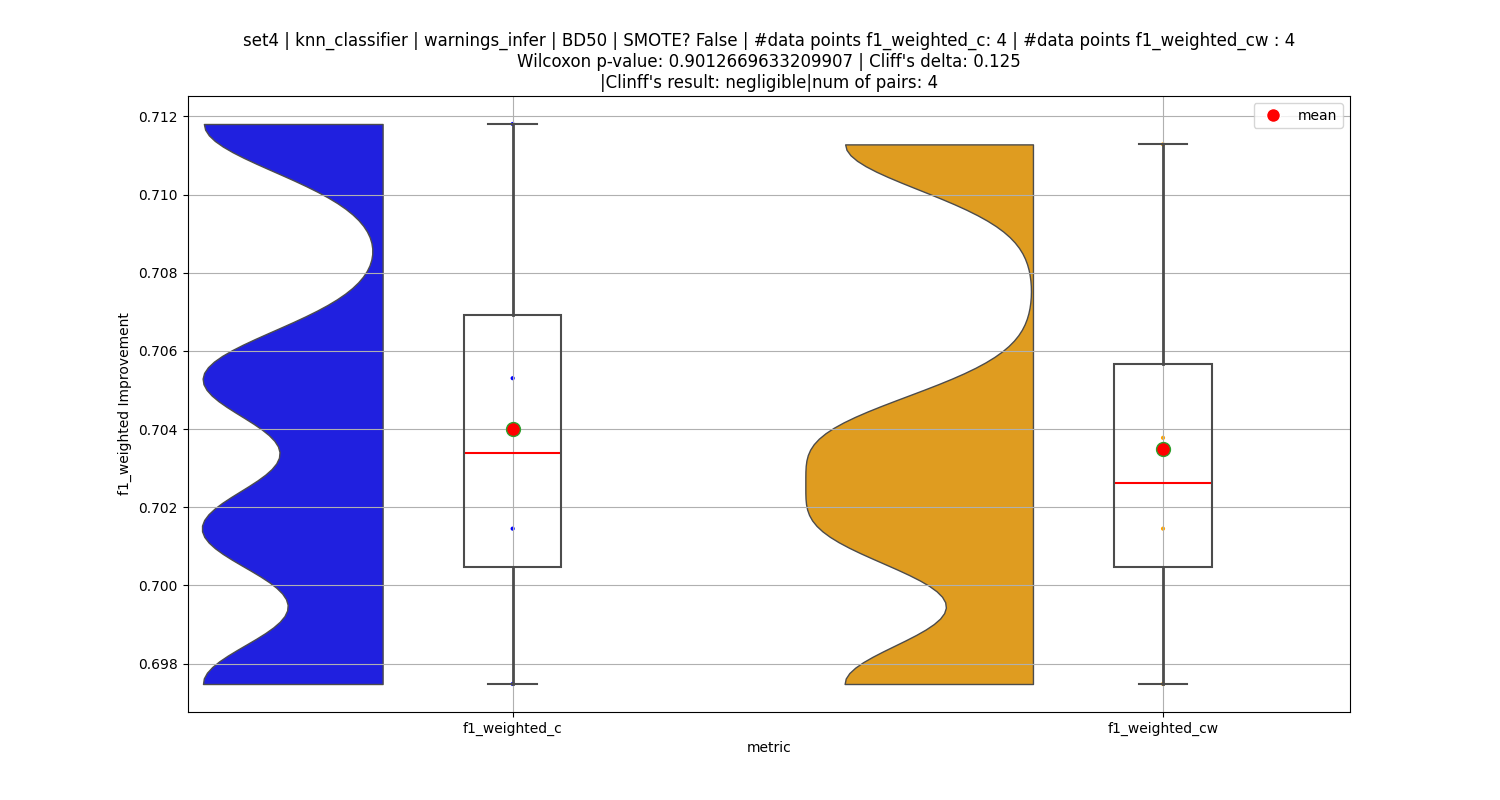 set4 | knn_classifier | warnings_infer | BD50 | SMOTE? False | #data points f1_weighted_c: 4 | #data points f1_weighted_cw : 4
Wilcoxon p-value: 0.9012669633209907 | Cliff's delta: 0.125
|Clinff's result: negligible|num of pairs: 4
mean
0.712
0.710
0.708
0.706
0.704
0.702
0.700
0.698
f1_weighted Improvement
f1_weighted_c
f1_weighted_cw
metric